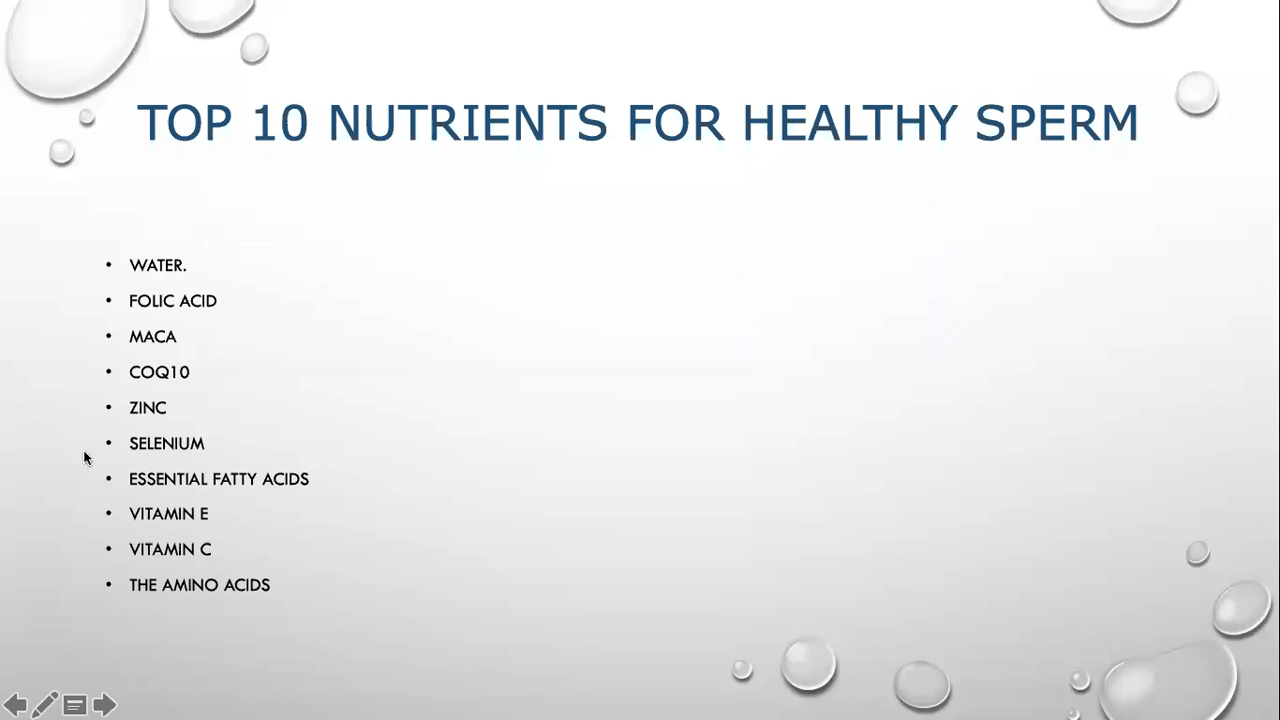 TOP 10 NUTRIENTS FOR HEALTHY SPERM
• WATER.
• FOLIC ACID
• MACA
• COQ10
• ZINC
• SELENIUM
• ESSENTIAL FATTY ACIDS
• VITAMIN E
• VITAMIN C
• THE AMINO ACIDS